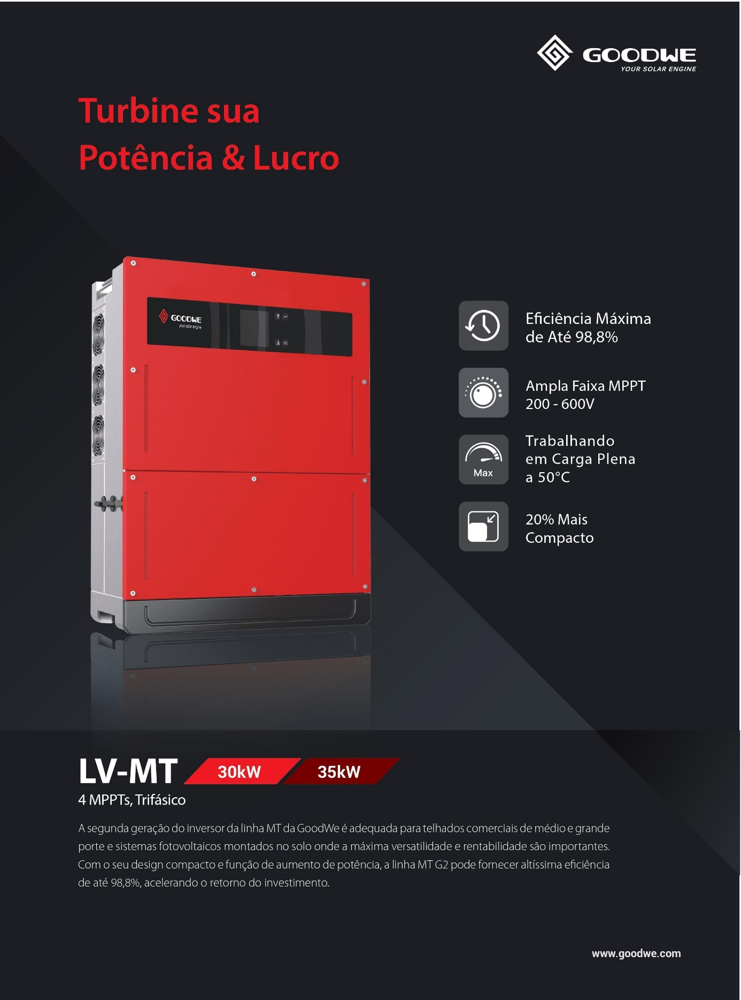 GOODWE
YOUR SOLAR ENGINE
Turbine sua
Potência & Lucro
GOODWE
your solar engine
ESC
Eficiência Máxima
de Até 98,8%
Ampla Faixa MPPT
200 - 600V
Max
Trabalhando
em Carga Plena
a 50°C
20% Mais
Compacto
LV-MT 30kW 35kW
4 MPPTs, Trifásico
A segunda geração do inversor da linha MT da GoodWe é adequada para telhados comerciais de médio e grande
porte e sistemas fotovoltaicos montados no solo onde a máxima versatilidade e rentabilidade são importantes.
Com o seu design compacto e função de aumento de potência, a linha MT G2 pode fornecer altíssima eficiência
de até 98,8%, acelerando o retorno do investimento.
www.goodwe.com